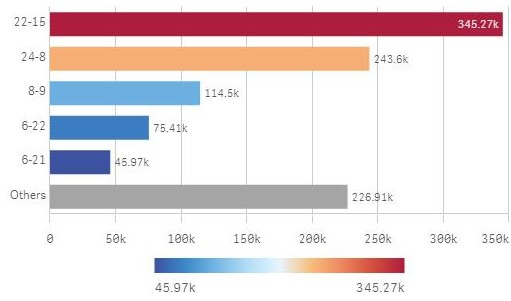 22-15 345.27k
24-8 243.6k
8-9 114.5k
6-22 75.41k
6-21 45.97k
Others 226.91k
0 50k 100k 150k 200k 250k 300k 350k
45.97k 345.27k